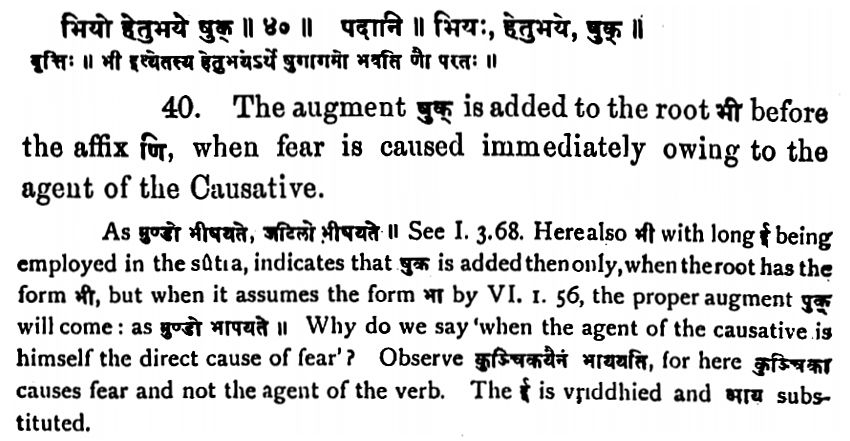 भियो हेतुभये षुक् ॥ ४० ॥ पदानि ॥ भियः, हेतुभये, षुक् ॥
वृत्तिः ॥ भी इत्येतस्य हेतुभयेऽर्थे षुगागमो भवति णौ परतः ॥
40. The augment षुक् is added to the root भी before
the affix णि, when fear is caused immediately owing to the
agent of the Causative.
As मुण्डो भीषयते, जटिलो भीषयते ॥ See I. 3.68. Here also भी with long ई being
employed in the sûtra, indicates that षुक is added then only, when the root has the
form भी, but when it assumes the form भा by VI. 1. 56, the proper augment पुक्
will come : as मुण्डो भापयते ॥ Why do we say 'when the agent of the causative is
himself the direct cause of fear'? Observe कुञ्चिकयैनं भाययति, for here कुञ्चिका
causes fear and not the agent of the verb. The ई is vṛiddhied and भाय subs-
tituted.